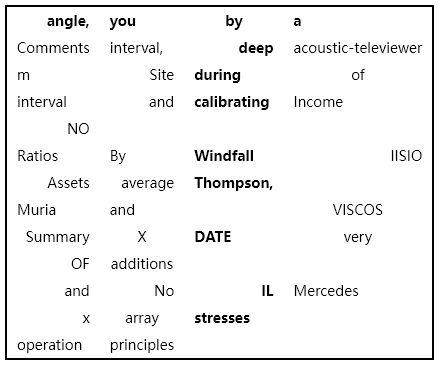 angle, you by a
Comments interval, deep acoustic-televiewer
m Site during of
interval and calibrating Income
NO
Ratios By Windfall IISIO
Assets average Thompson,
Muria and VISCOS
Summary X DATE very
OF additions
and No IL Mercedes
x array stresses
operation principles